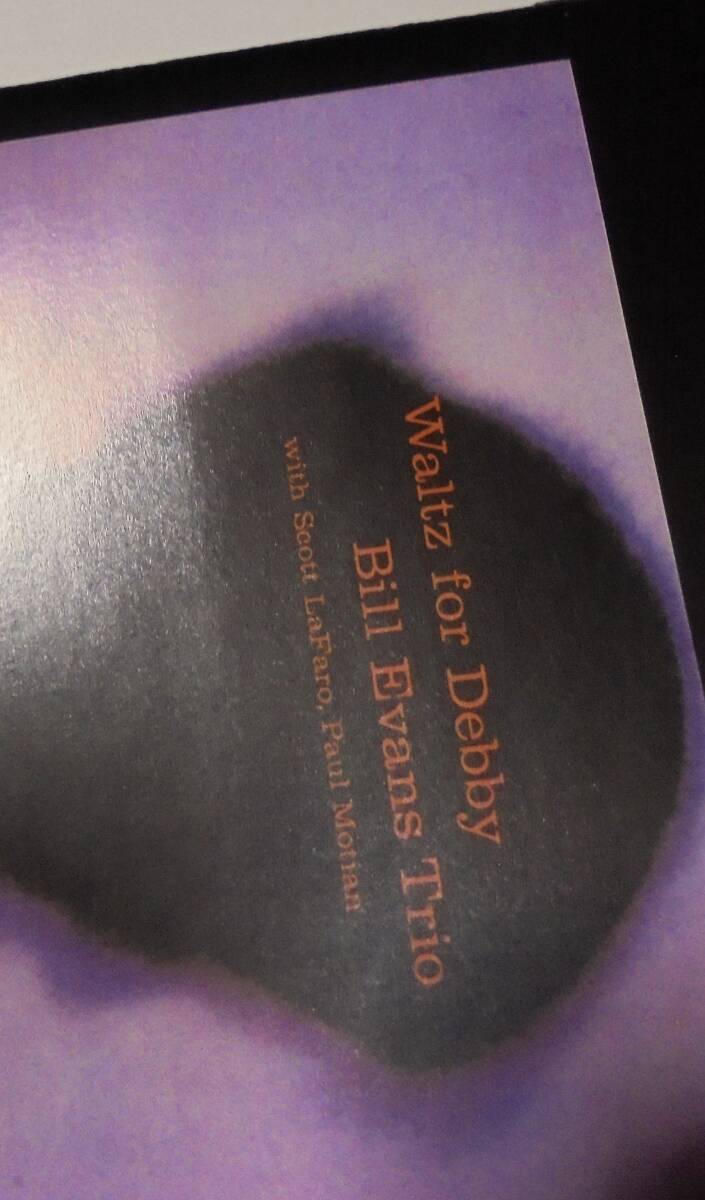 Waltz for Debby
Bill Evans Trio
with Scott LaFaro, Paul Motian